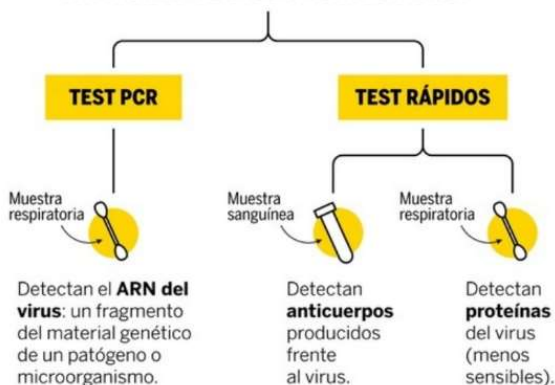 TEST PCR
TEST RÁPIDOS
Muestra
respiratoria
Muestra
sanguínea
Muestra
respiratoria
Detectan el ARN del
virus: un fragmento
del material genético
de un patógeno o
microorganismo.
Detectan
anticuerpos
producidos
frente
al virus.
Detectan
proteínas
del virus
(menos
sensibles).